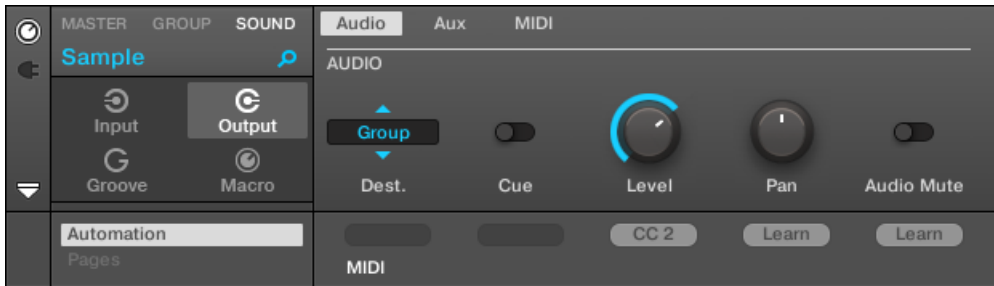 MASTER GROUP SOUND
Sample
Input Output
Groove Macro
Automation
Pages
Audio Aux MIDI
AUDIO
Group
Dest. Cue Level Pan Audio Mute
CC 2 Learn Learn
MIDI